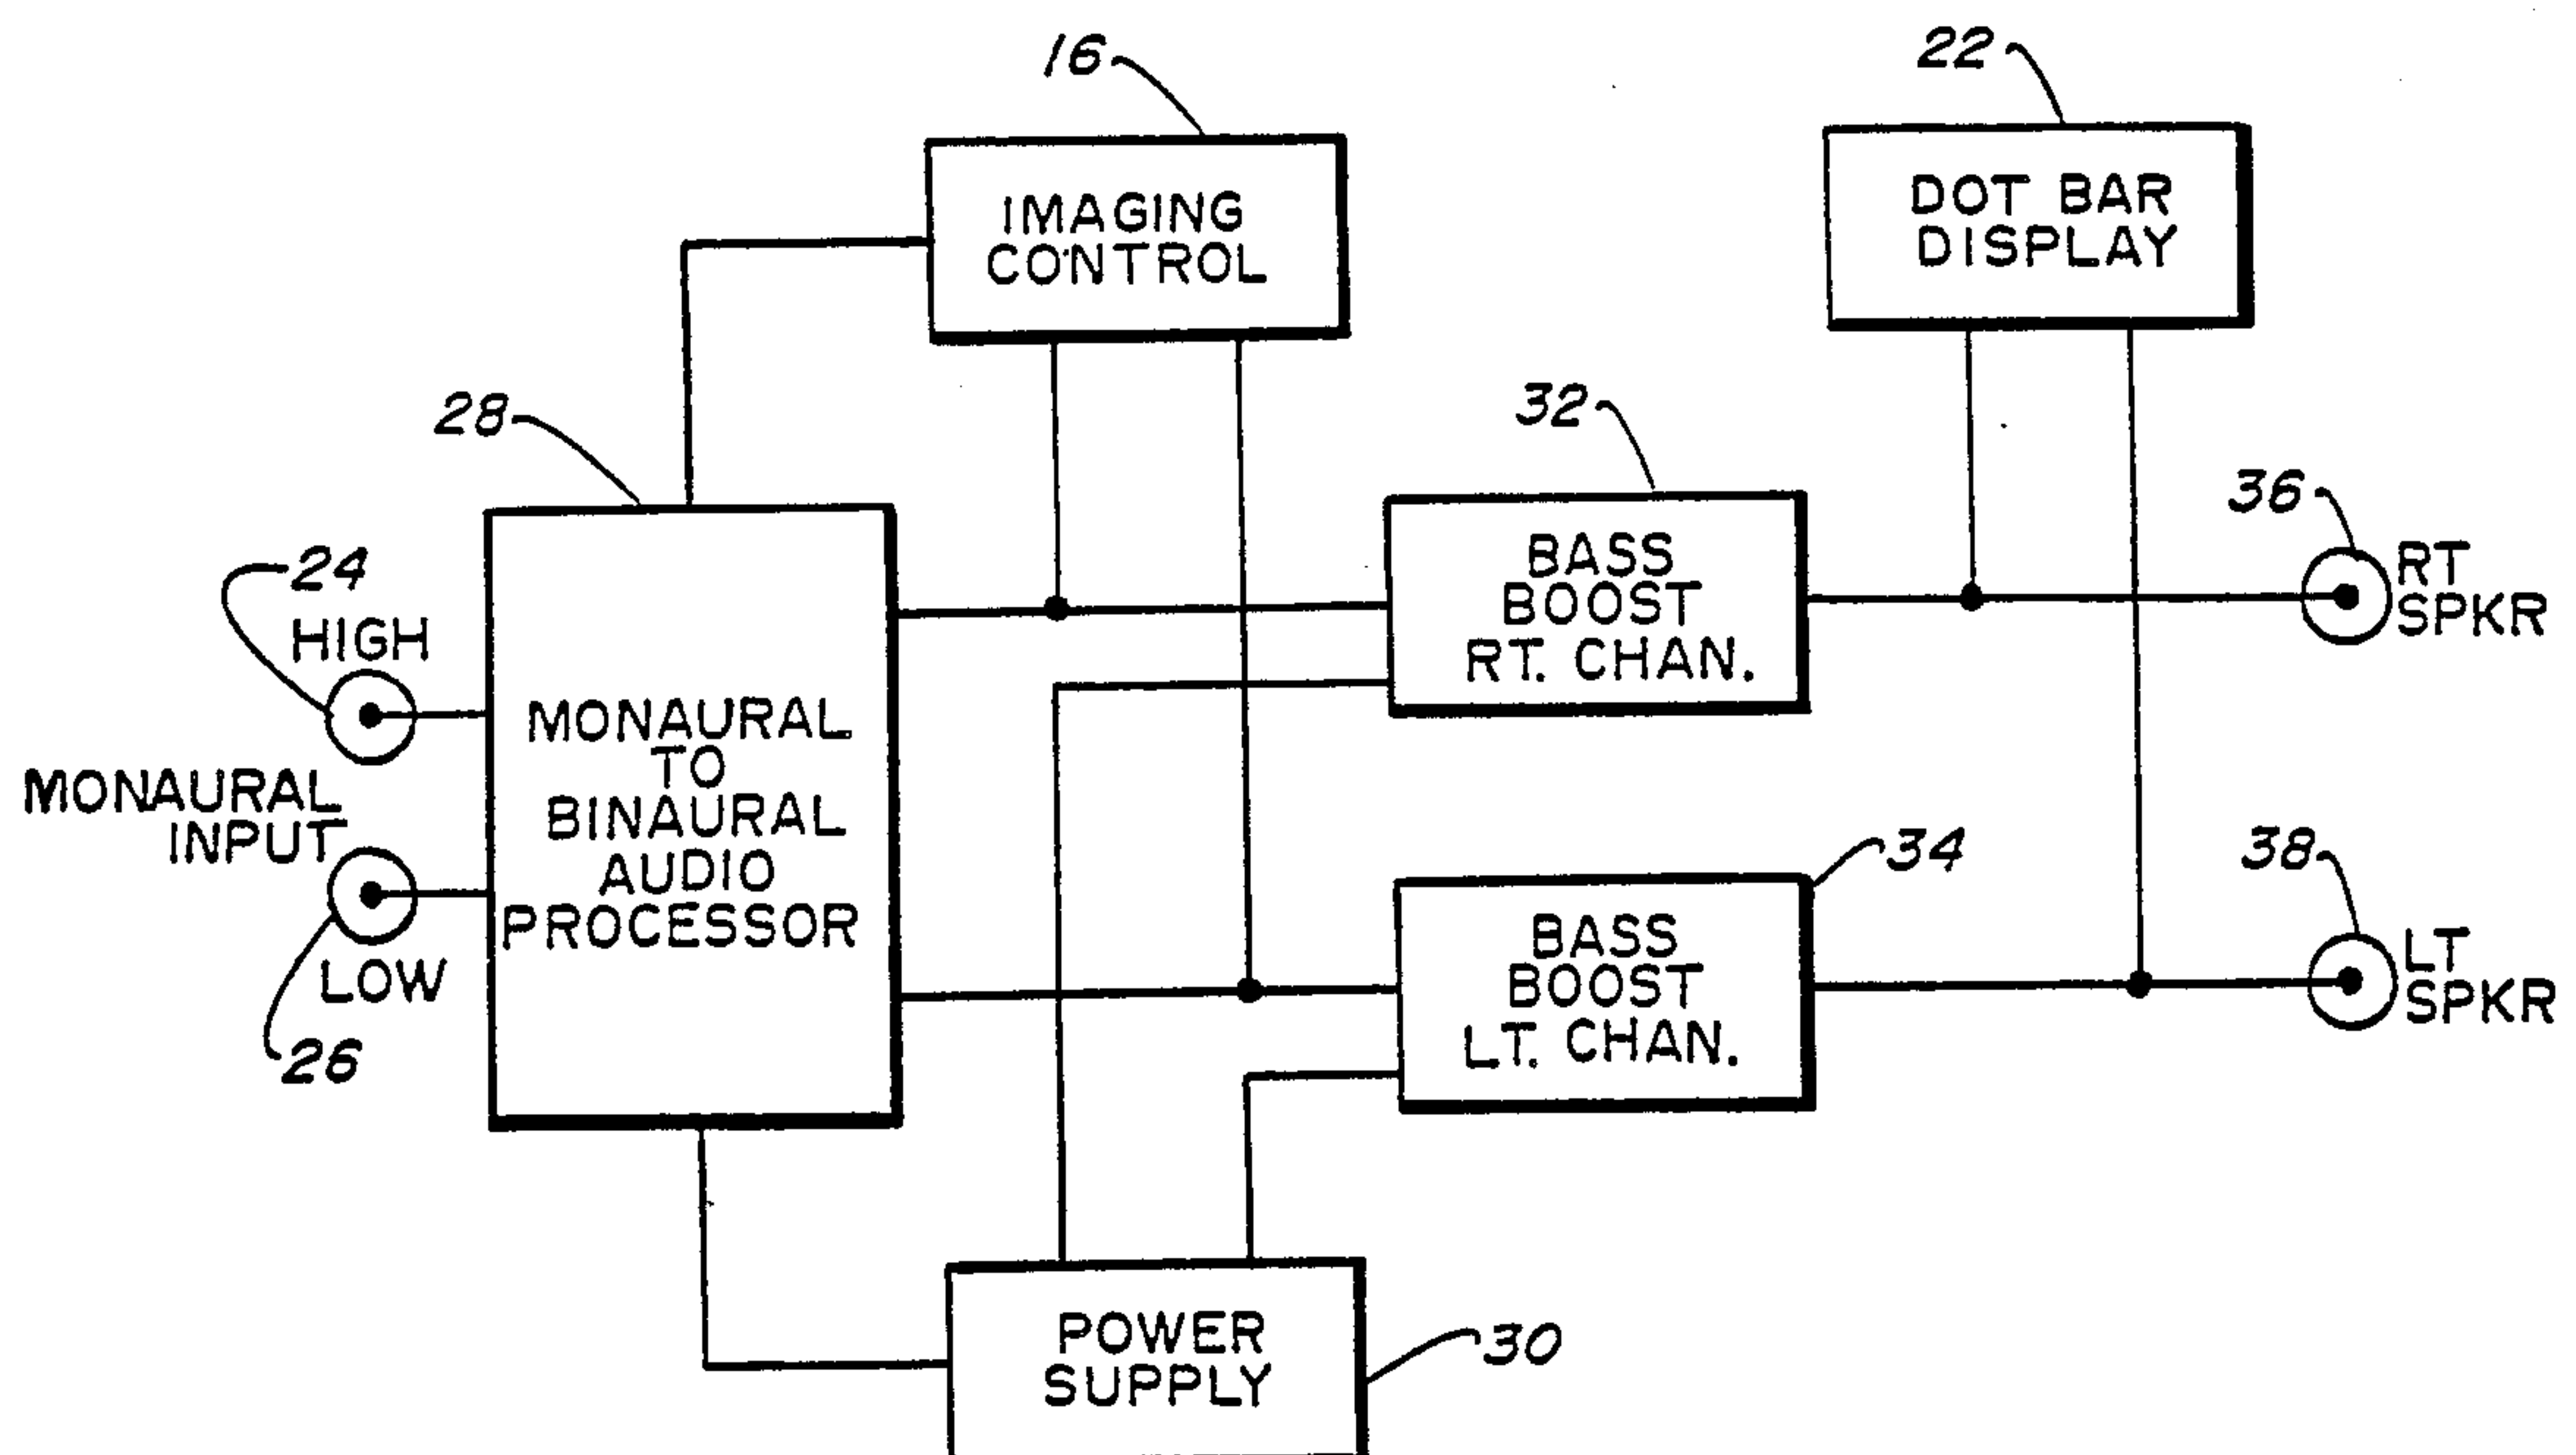 16
IMAGING
CONTROL
22
DOT BAR
DISPLAY
28
MONAURAL
TO
BINAURAL
AUDIO
PROCESSOR
24
HIGH
MONAURAL
INPUT
LOW
26
32
BASS
BOOST
RT. CHAN.
36
RT
SPKR
34
BASS
BOOST
LT. CHAN.
38
LT
SPKR
POWER
SUPPLY
30